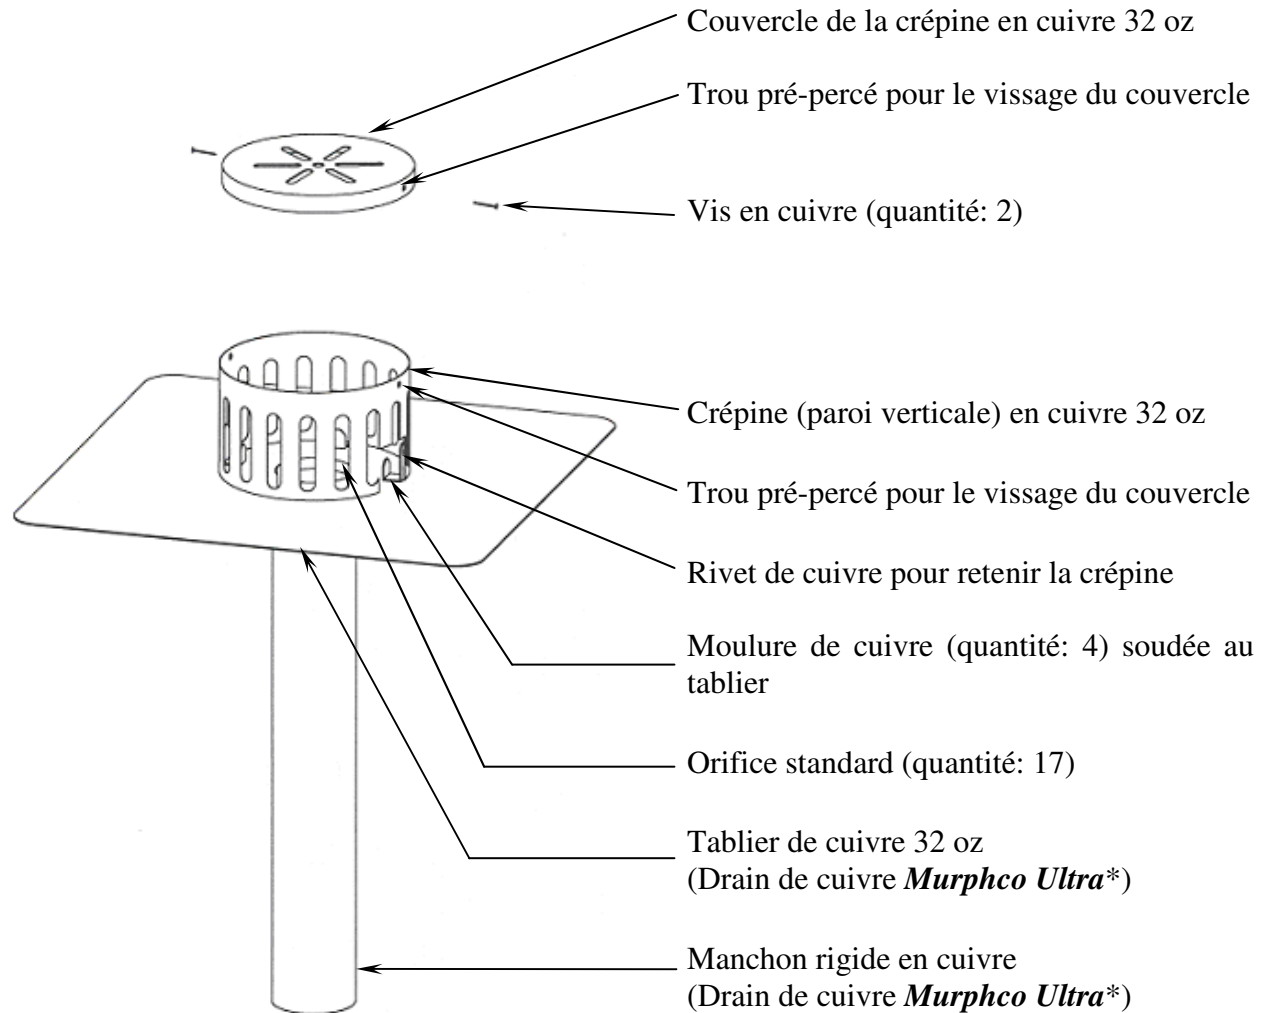 Couvercle de la crépine en cuivre 32 oz
Trou pré-percé pour le vissage du couvercle
Vis en cuivre (quantité: 2)
Crépine (paroi verticale) en cuivre 32 oz
Trou pré-percé pour le vissage du couvercle
Rivet de cuivre pour retenir la crépine
Moulure de cuivre (quantité: 4) soudée au
tablier
Orifice standard (quantité: 17)
Tablier de cuivre 32 oz
(Drain de cuivre Murphco Ultra*)
Manchon rigide en cuivre
(Drain de cuivre Murphco Ultra*)